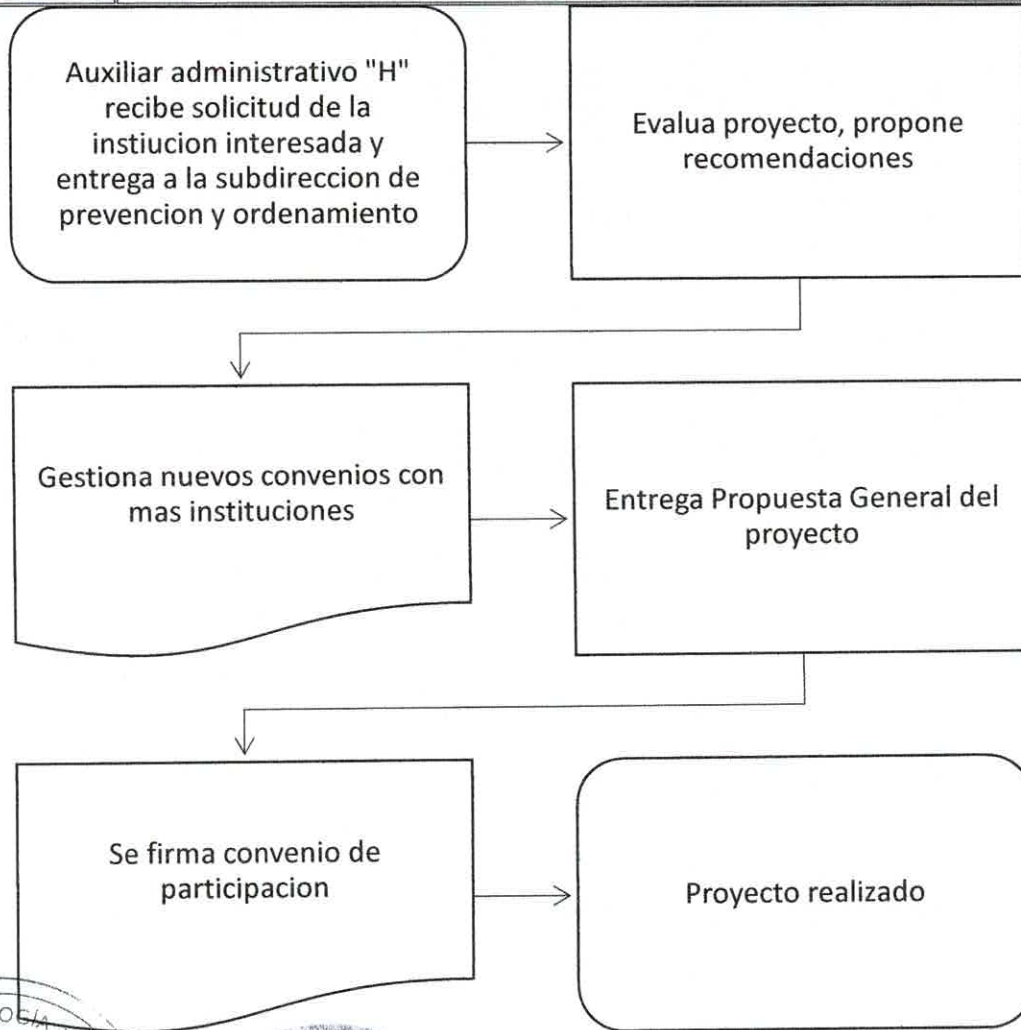 Auxiliar administrativo "H"
recibe solicitud de la
instiucion interesada y
entrega a la subdireccion de
prevencion y ordenamiento
Evalua proyecto, propone
recomendaciones
Gestiona nuevos convenios con
mas instituciones
Entrega Propuesta General del
proyecto
Se firma convenio de
participacion
Proyecto realizado